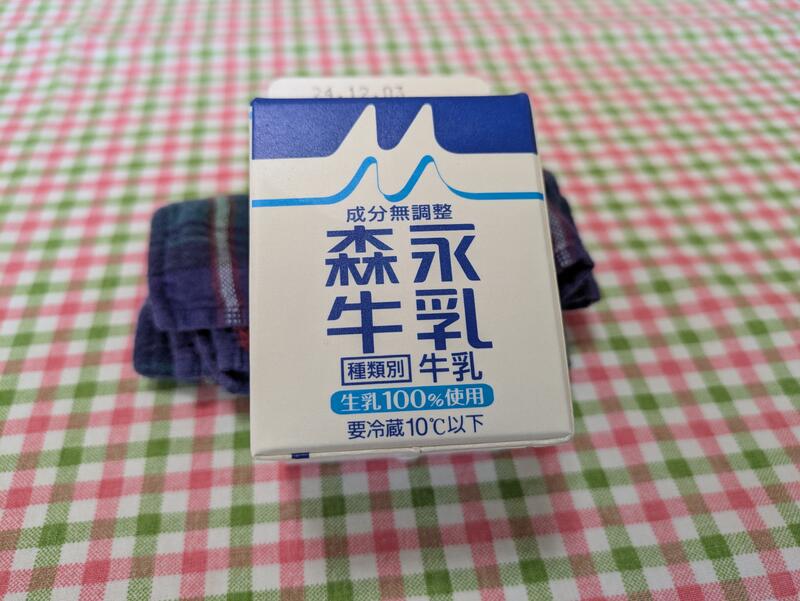 24.12.03
成分無調整
森永
牛乳
種類別 牛乳
生乳100%使用
要冷蔵10℃以下